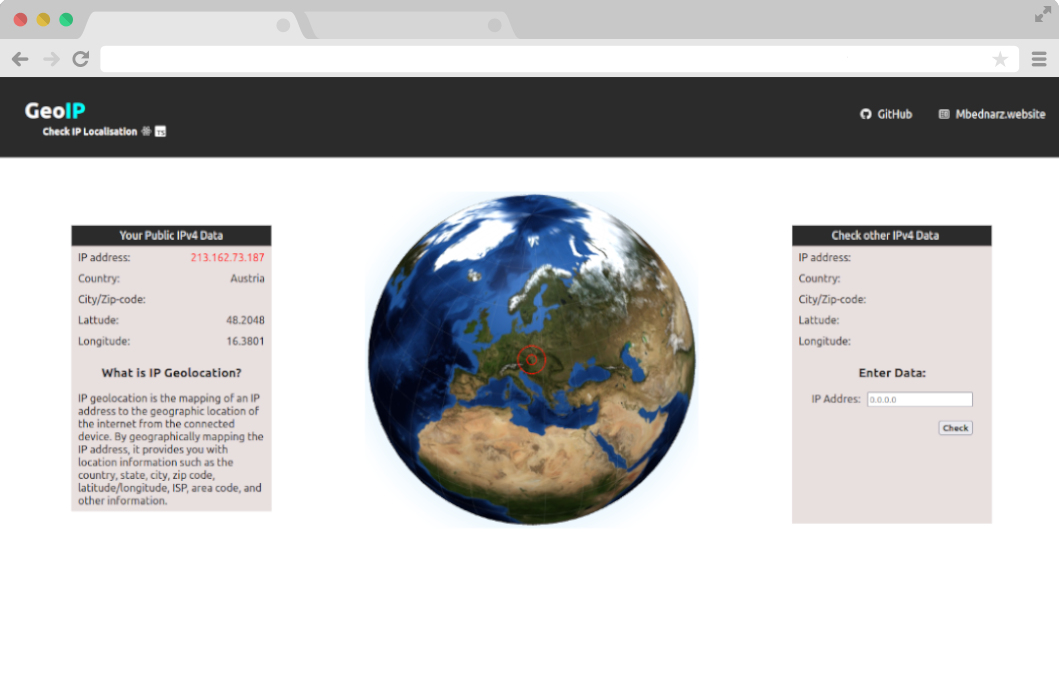 GeoIP
Check IP Localisation TS
GitHub
Mbednarz.website
Your Public IPv4 Data
IP address: 213.162.73.187
Country: Austria
City/Zip-code:
Lattude: 48.2048
Longitude: 16.3801
What is IP Geolocation?
IP geolocation is the mapping of an IP
address to the geographic location of
the internet from the connected
device. By geographically mapping the
IP address, it provides you with
location information such as the
country, state, city, zip code,
latitude/longitude, ISP, area code, and
other information.
Check other IPv4 Data
IP address:
Country:
City/Zip-code:
Lattude:
Longitude:
Enter Data:
IP Addres: 0.0.0.0
Check